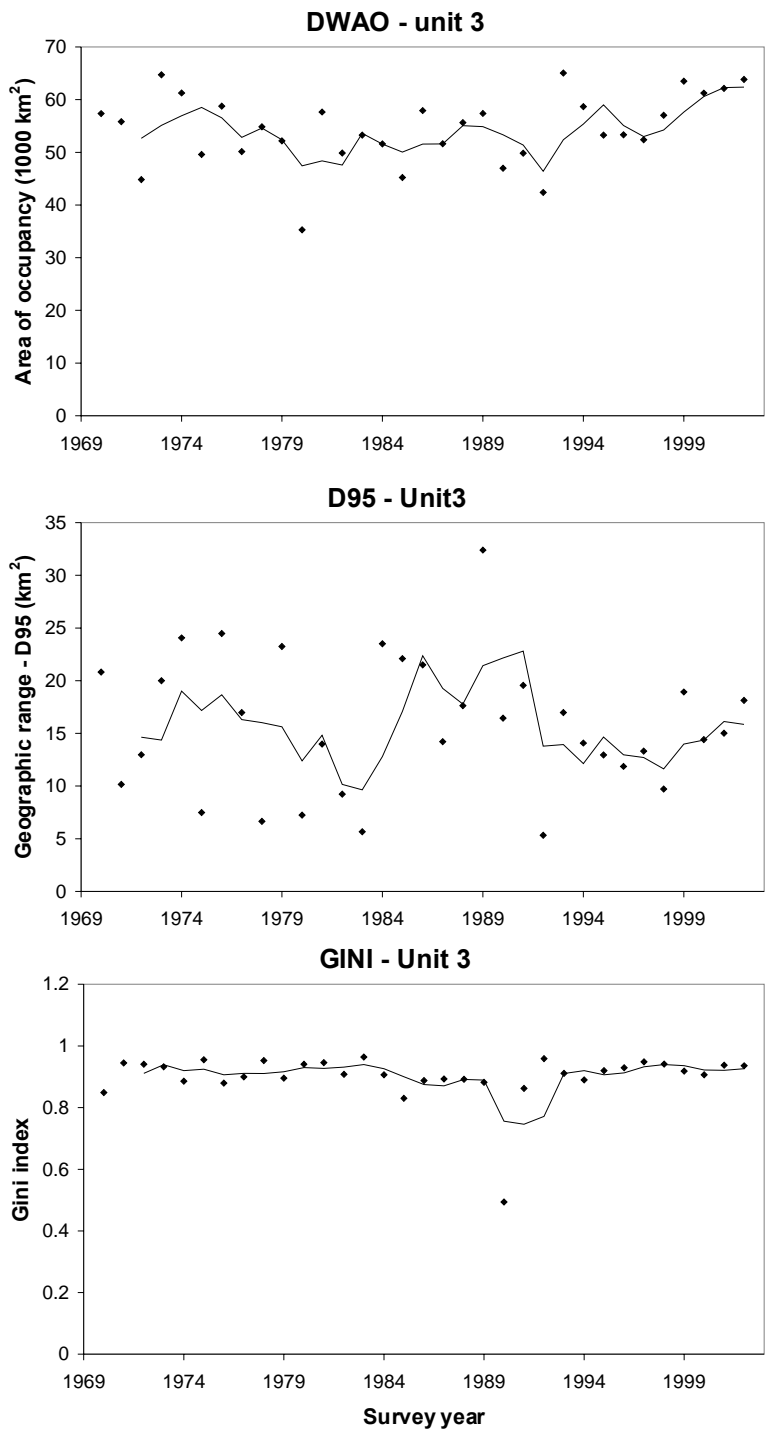 DWAO - unit 3
70
60
50
40
30
20
10
0
Area of occupancy (1000 km²)
1969 1974 1979 1984 1989 1994 1999
D95 - Unit3
35
30
25
20
15
10
5
0
Geographic range - D95 (km²)
1969 1974 1979 1984 1989 1994 1999
GINI - Unit 3
1.2
1
0.8
0.6
0.4
0.2
0
Gini index
1969 1974 1979 1984 1989 1994 1999
Survey year